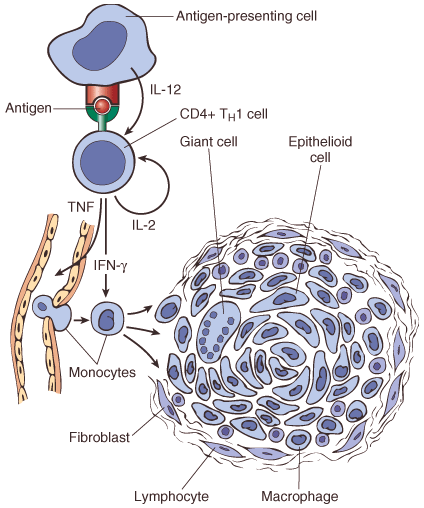 Antigen-presenting cell
IL-12
Antigen
CD4+ TH1 cell
Giant cell
Epithelioid
cell
TNF
IL-2
IFN-γ
Monocytes
Fibroblast
Lymphocyte
Macrophage